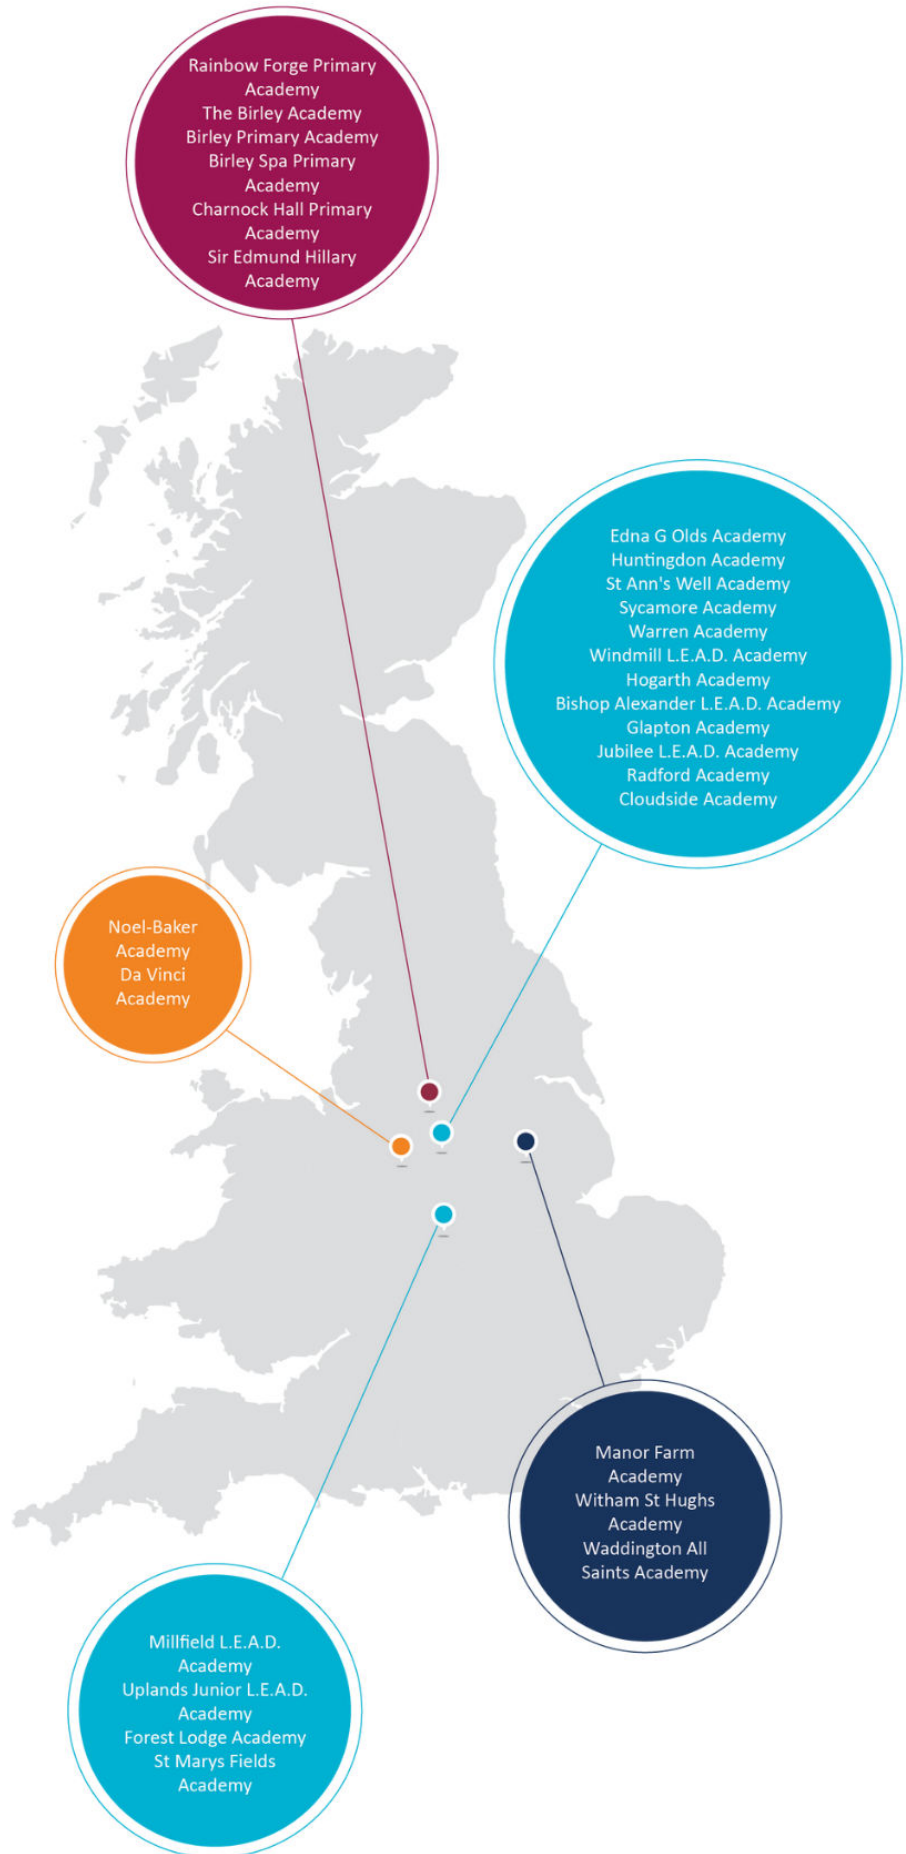 Rainbow Forge Primary
Academy
The Birley Academy
Birley Primary Academy
Birley Spa Primary
Academy
Charnock Hall Primary
Academy
Sir Edmund Hillary
Academy
Edna G Olds Academy
Huntingdon Academy
St Ann's Well Academy
Sycamore Academy
Warren Academy
Windmill L.E.A.D. Academy
Hogarth Academy
Bishop Alexander L.E.A.D. Academy
Glapton Academy
Jubilee L.E.A.D. Academy
Radford Academy
Cloudside Academy
Noel-Baker
Academy
Da Vinci
Academy
Manor Farm
Academy
Witham St Hughs
Academy
Waddington All
Saints Academy
Millfield L.E.A.D.
Academy
Uplands Junior L.E.A.D.
Academy
Forest Lodge Academy
St Marys Fields
Academy